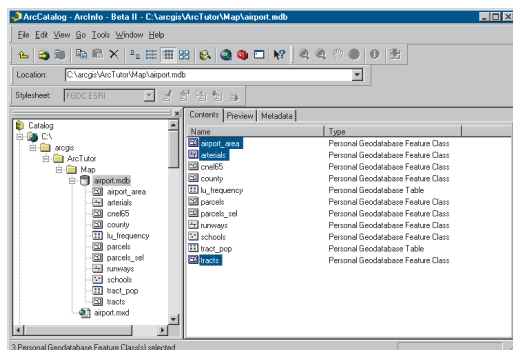 ArcCatalog - ArcInfo - Beta II - C:\arcgis\ArcTutor\Map\airport.mdb
File Edit View Go Tools Window Help
Location: C:\arcgis\ArcTutor\Map\airport.mdb
Stylesheet: FGDC ESRI
Catalog
C:\
arcgis
ArcTutor
Map
airport.mdb
airport_area
arterials
cnel65
county
lu_frequency
parcels
parcels_sel
runways
schools
tract_pop
tracts
airport.mxd
Contents Preview Metadata
Name Type
airport_area Personal Geodatabase Feature Class
arterials Personal Geodatabase Feature Class
cnel65 Personal Geodatabase Feature Class
county Personal Geodatabase Feature Class
lu_frequency Personal Geodatabase Table
parcels Personal Geodatabase Feature Class
parcels_sel Personal Geodatabase Feature Class
runways Personal Geodatabase Feature Class
schools Personal Geodatabase Feature Class
tract_pop Personal Geodatabase Table
tracts Personal Geodatabase Feature Class
3 Personal Geodatabase Feature Class(s) selected